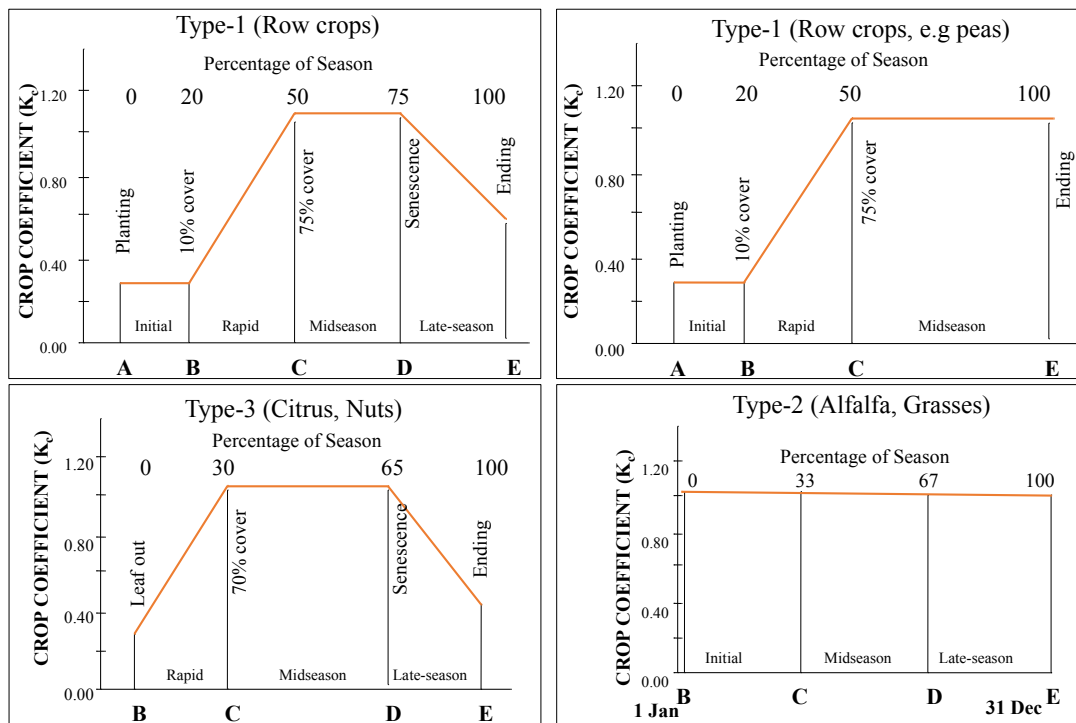 Type-1 (Row crops)
Percentage of Season
0 20 50 75 100
CROP COEFFICIENT (Kc)
1.20
0.80
0.40
0.00
Planting
10% cover
75% cover
Senescence
Ending
Initial Rapid Midseason Late-season
A B C D E
Type-1 (Row crops, e.g peas)
Percentage of Season
0 20 50 100
CROP COEFFICIENT (Kc)
1.20
0.80
0.40
0.00
Planting
10% cover
75% cover
Ending
Initial Rapid Midseason
A B C E
Type-3 (Citrus, Nuts)
Percentage of Season
0 30 65 100
CROP COEFFICIENT (Kc)
1.20
0.80
0.40
0.00
Leaf out
70% cover
Senescence
Ending
Rapid Midseason Late-season
B C D E
Type-2 (Alfalfa, Grasses)
Percentage of Season
0 33 67 100
CROP COEFFICIENT (Kc)
1.20
0.80
0.40
0.00
Initial Midseason Late-season
B C D E
1 Jan 31 Dec